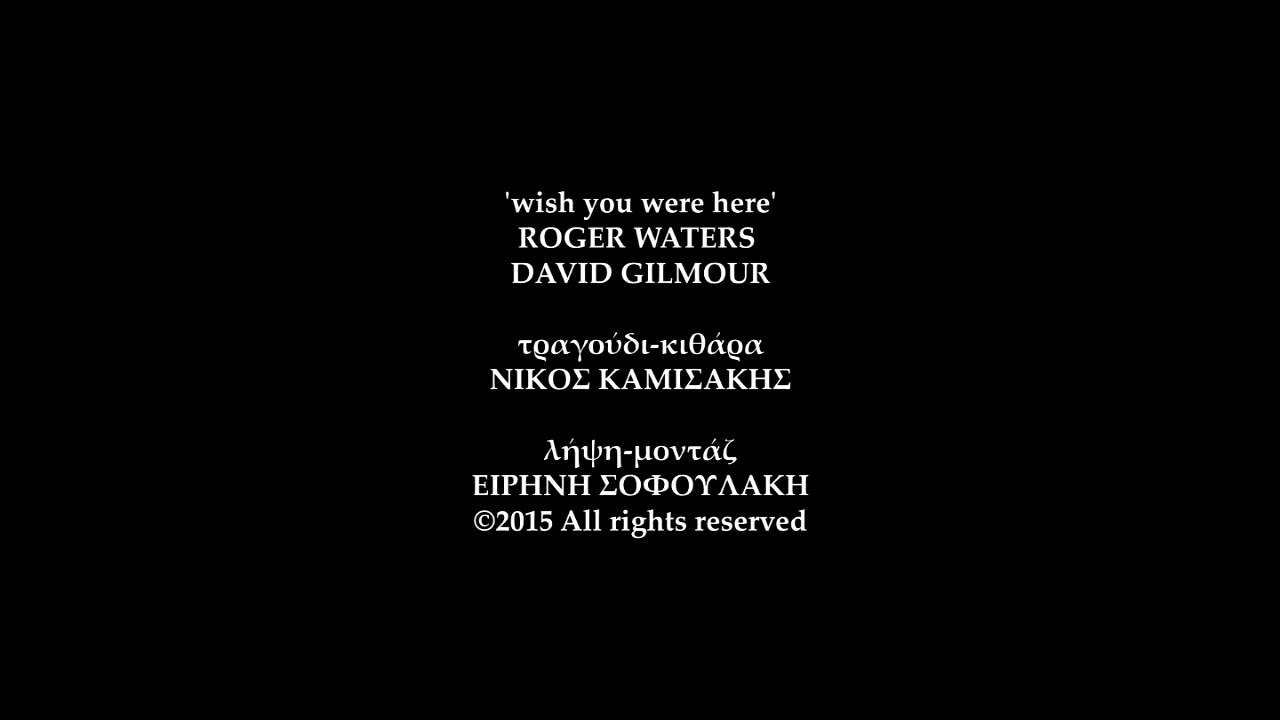 'wish you were here'
ROGER WATERS
DAVID GILMOUR
τραγούδι-κιθάρα
ΝΙΚΟΣ ΚΑΜΙΣΑΚΗΣ
λήψη-μοντάζ
ΕΙΡΗΝΗ ΣΟΦΟΥΛΑΚΗ
©2015 All rights reserved